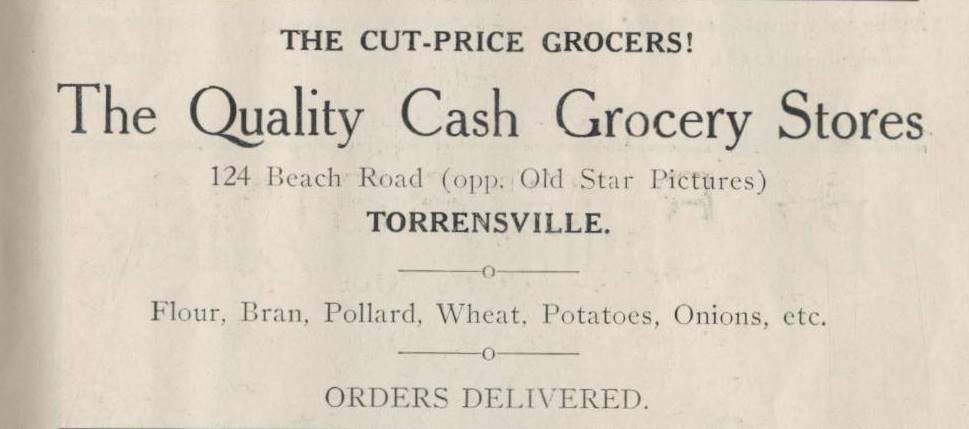 THE CUT-PRICE GROCERS!
The Quality Cash Grocery Stores
124 Beach Road (opp. Old Star Pictures)
TORRENSVILLE.
Flour, Bran, Pollard, Wheat, Potatoes, Onions, etc.
ORDERS DELIVERED.